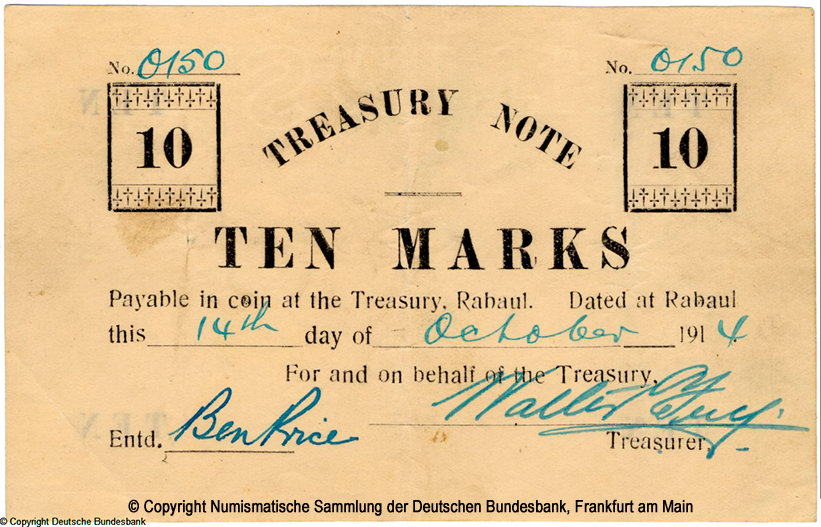 No. 0150 No. 0150
10 TREASURY NOTE 10
TEN MARKS
Payable in coin at the Treasury, Rabaul. Dated at Rabaul
this 14th day of October 1914
For and on behalf of the Treasury,
Entd. Ben Price Walter
Treasurer.
© Copyright Numismatische Sammlung der Deutschen Bundesbank, Frankfurt am Main
© Copyright Deutsche Bundesbank